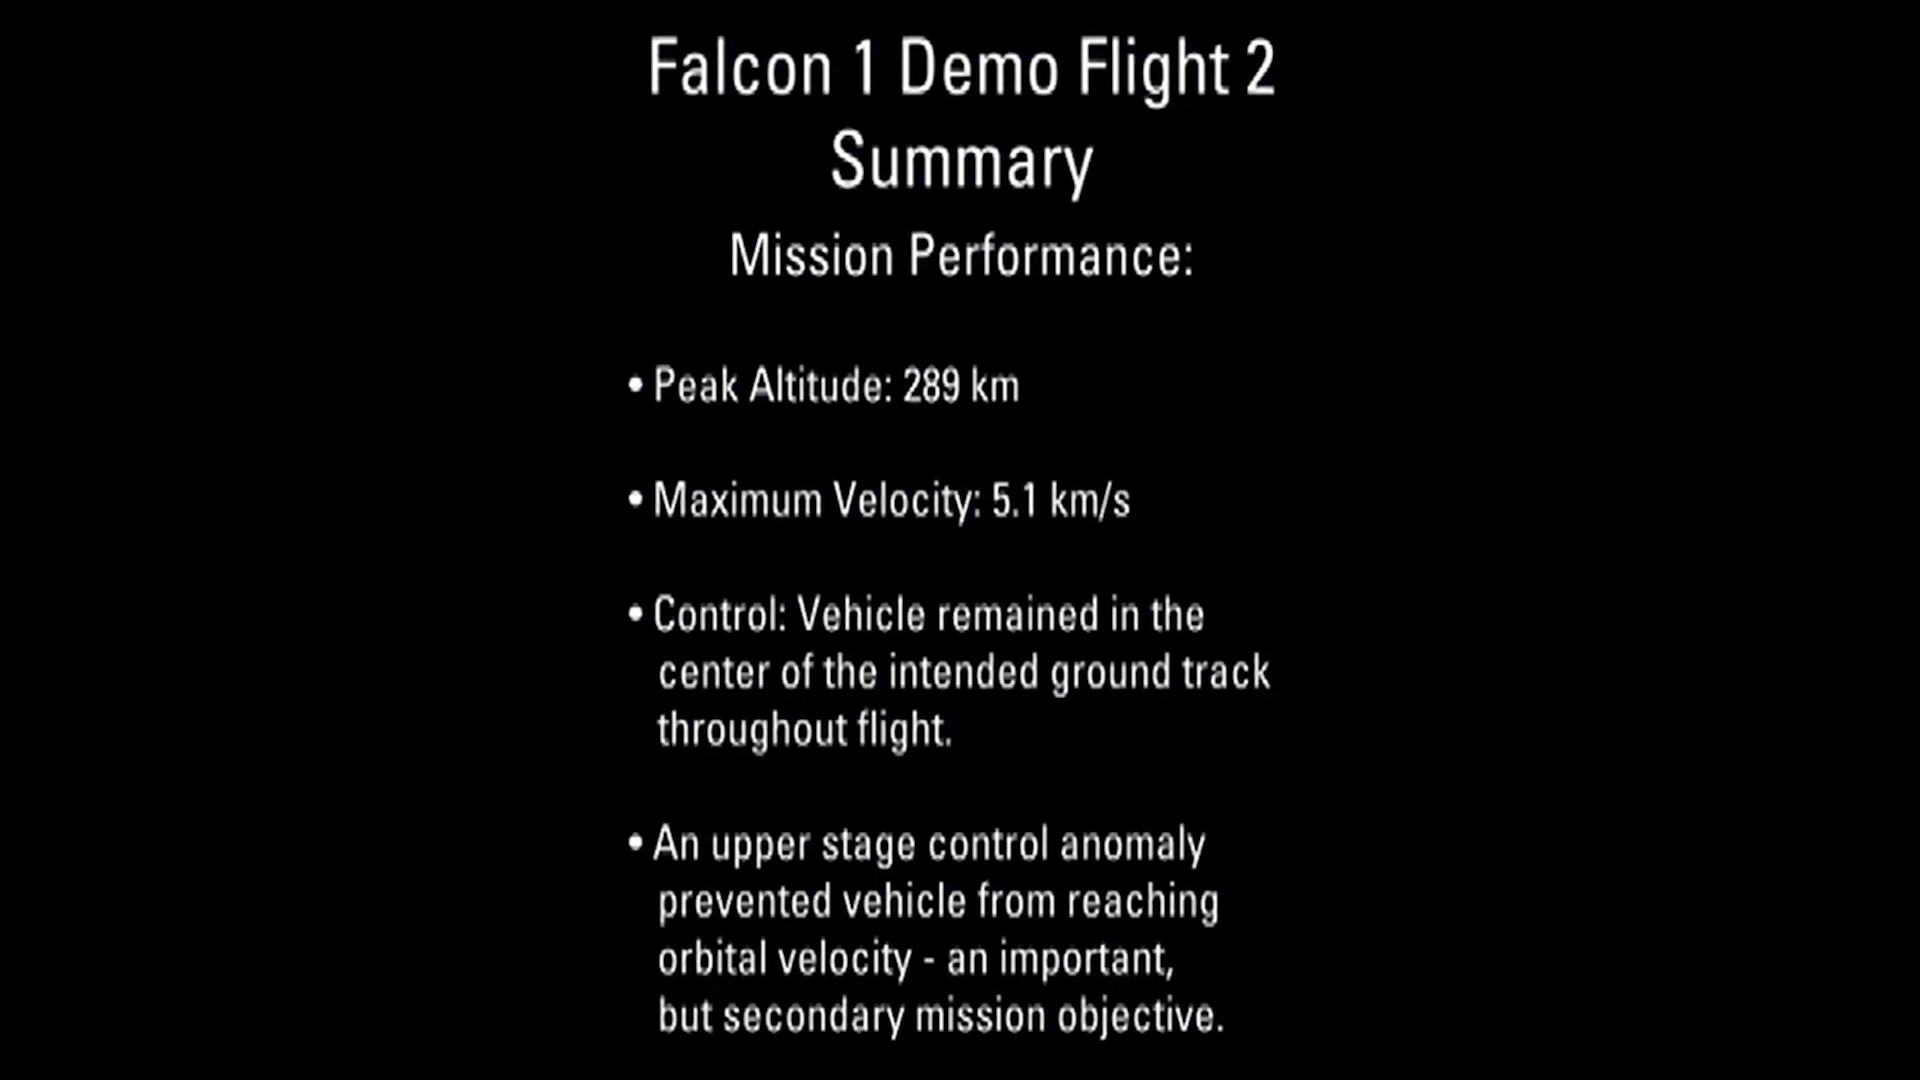 Falcon 1 Demo Flight 2
Summary
Mission Performance:
• Peak Altitude: 289 km
• Maximum Velocity: 5.1 km/s
• Control: Vehicle remained in the
center of the intended ground track
throughout flight.
• An upper stage control anomaly
prevented vehicle from reaching
orbital velocity - an important,
but secondary mission objective.